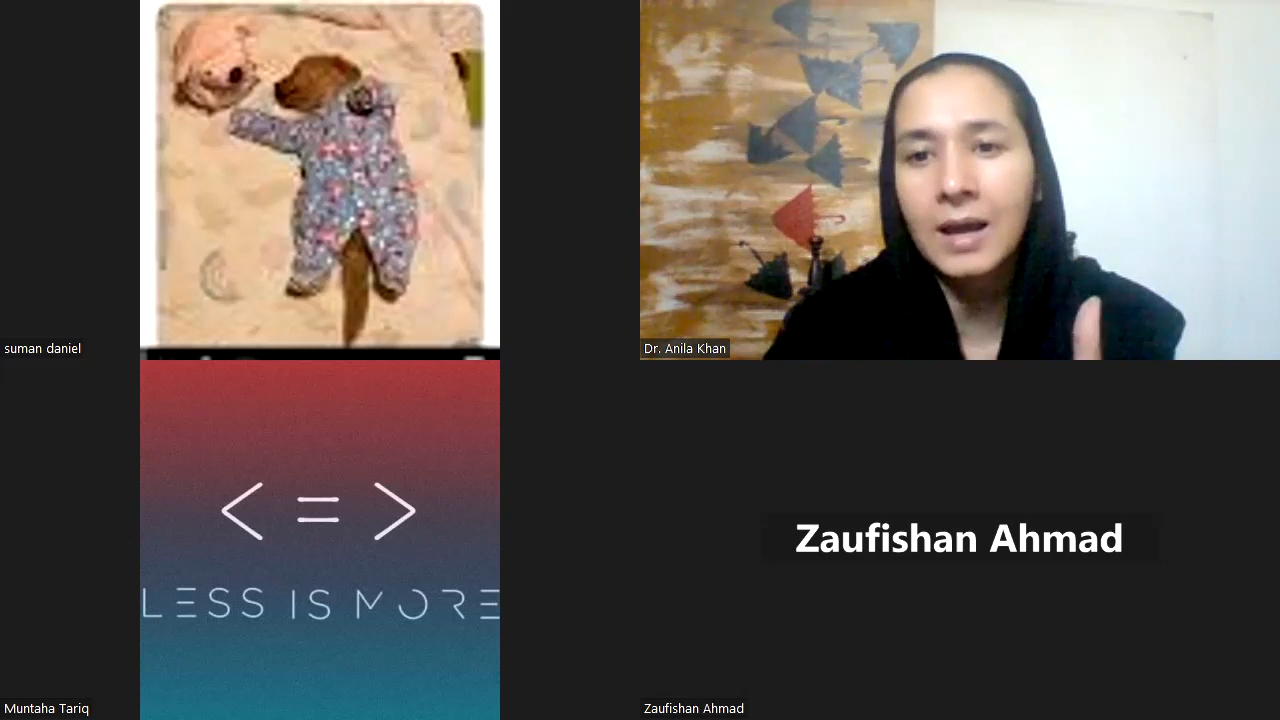 suman daniel
Dr. Anila Khan
< = >
LESS IS MORE
Zaufishan Ahmad
Muntaha Tariq
Zaufishan Ahmad